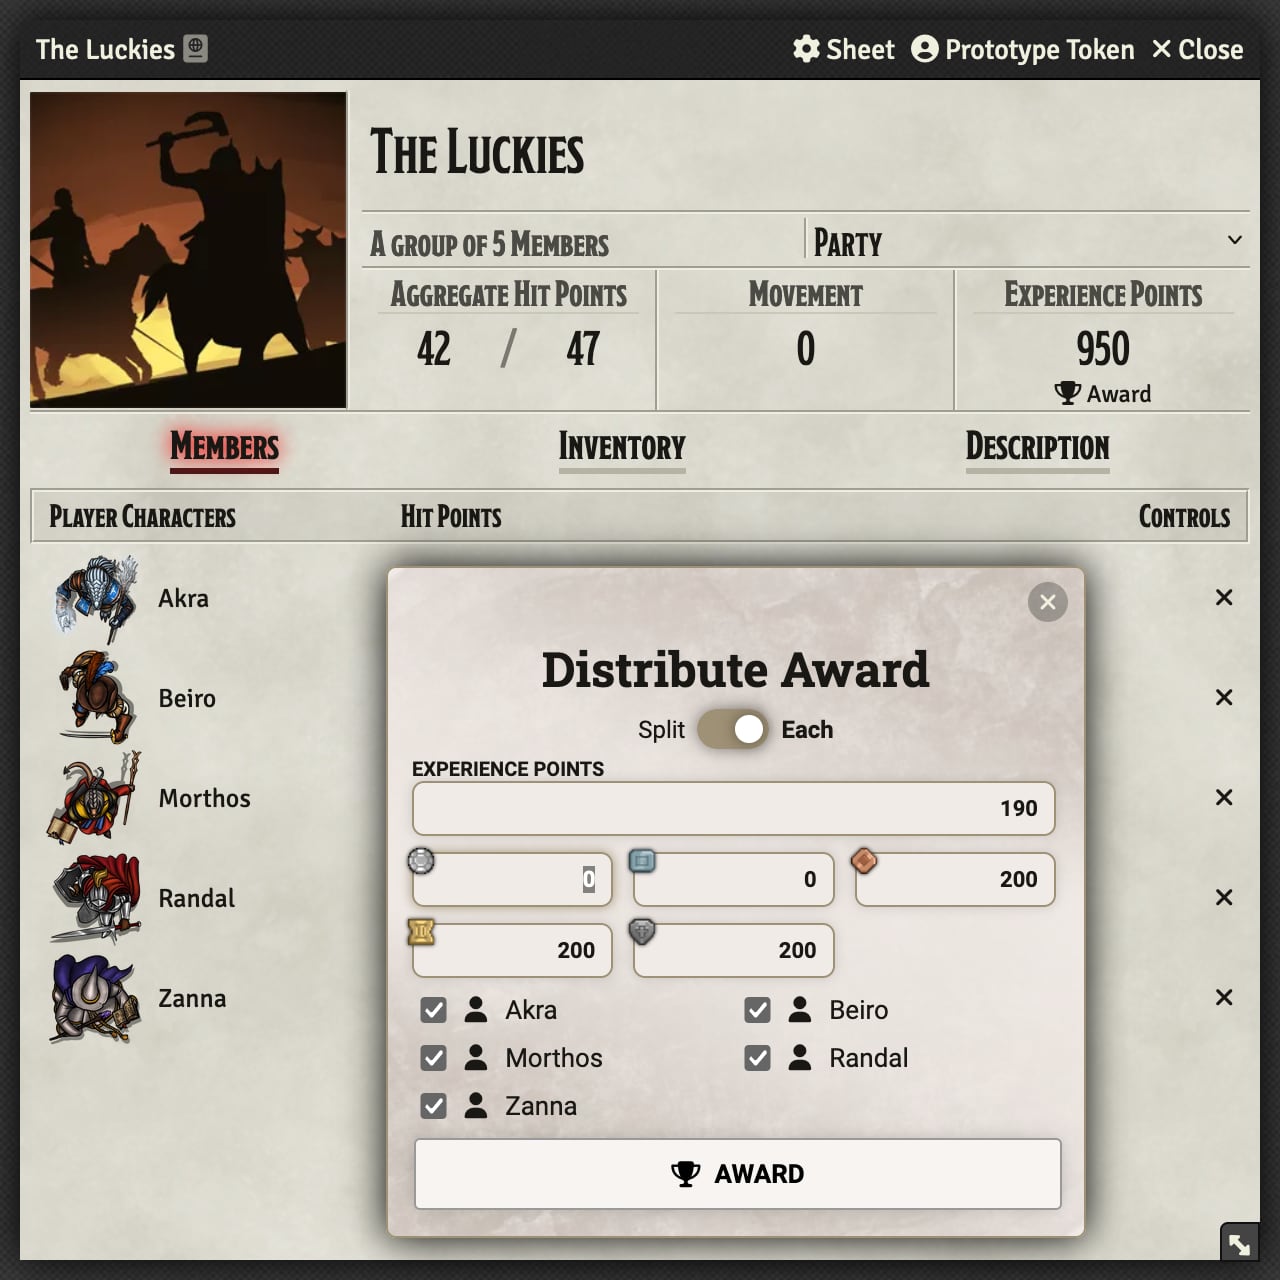 The Luckies
Sheet
Prototype Token
Close
The Luckies
A group of 5 Members
Party
Aggregate Hit Points
Movement
Experience Points
42 / 47
0
950
Award
Members
Inventory
Description
Player Characters
Hit Points
Controls
Akra
Beiro
Morthos
Randal
Zanna
Distribute Award
Split
Each
EXPERIENCE POINTS
190
0
0
200
200
200
Akra
Beiro
Morthos
Randal
Zanna
AWARD